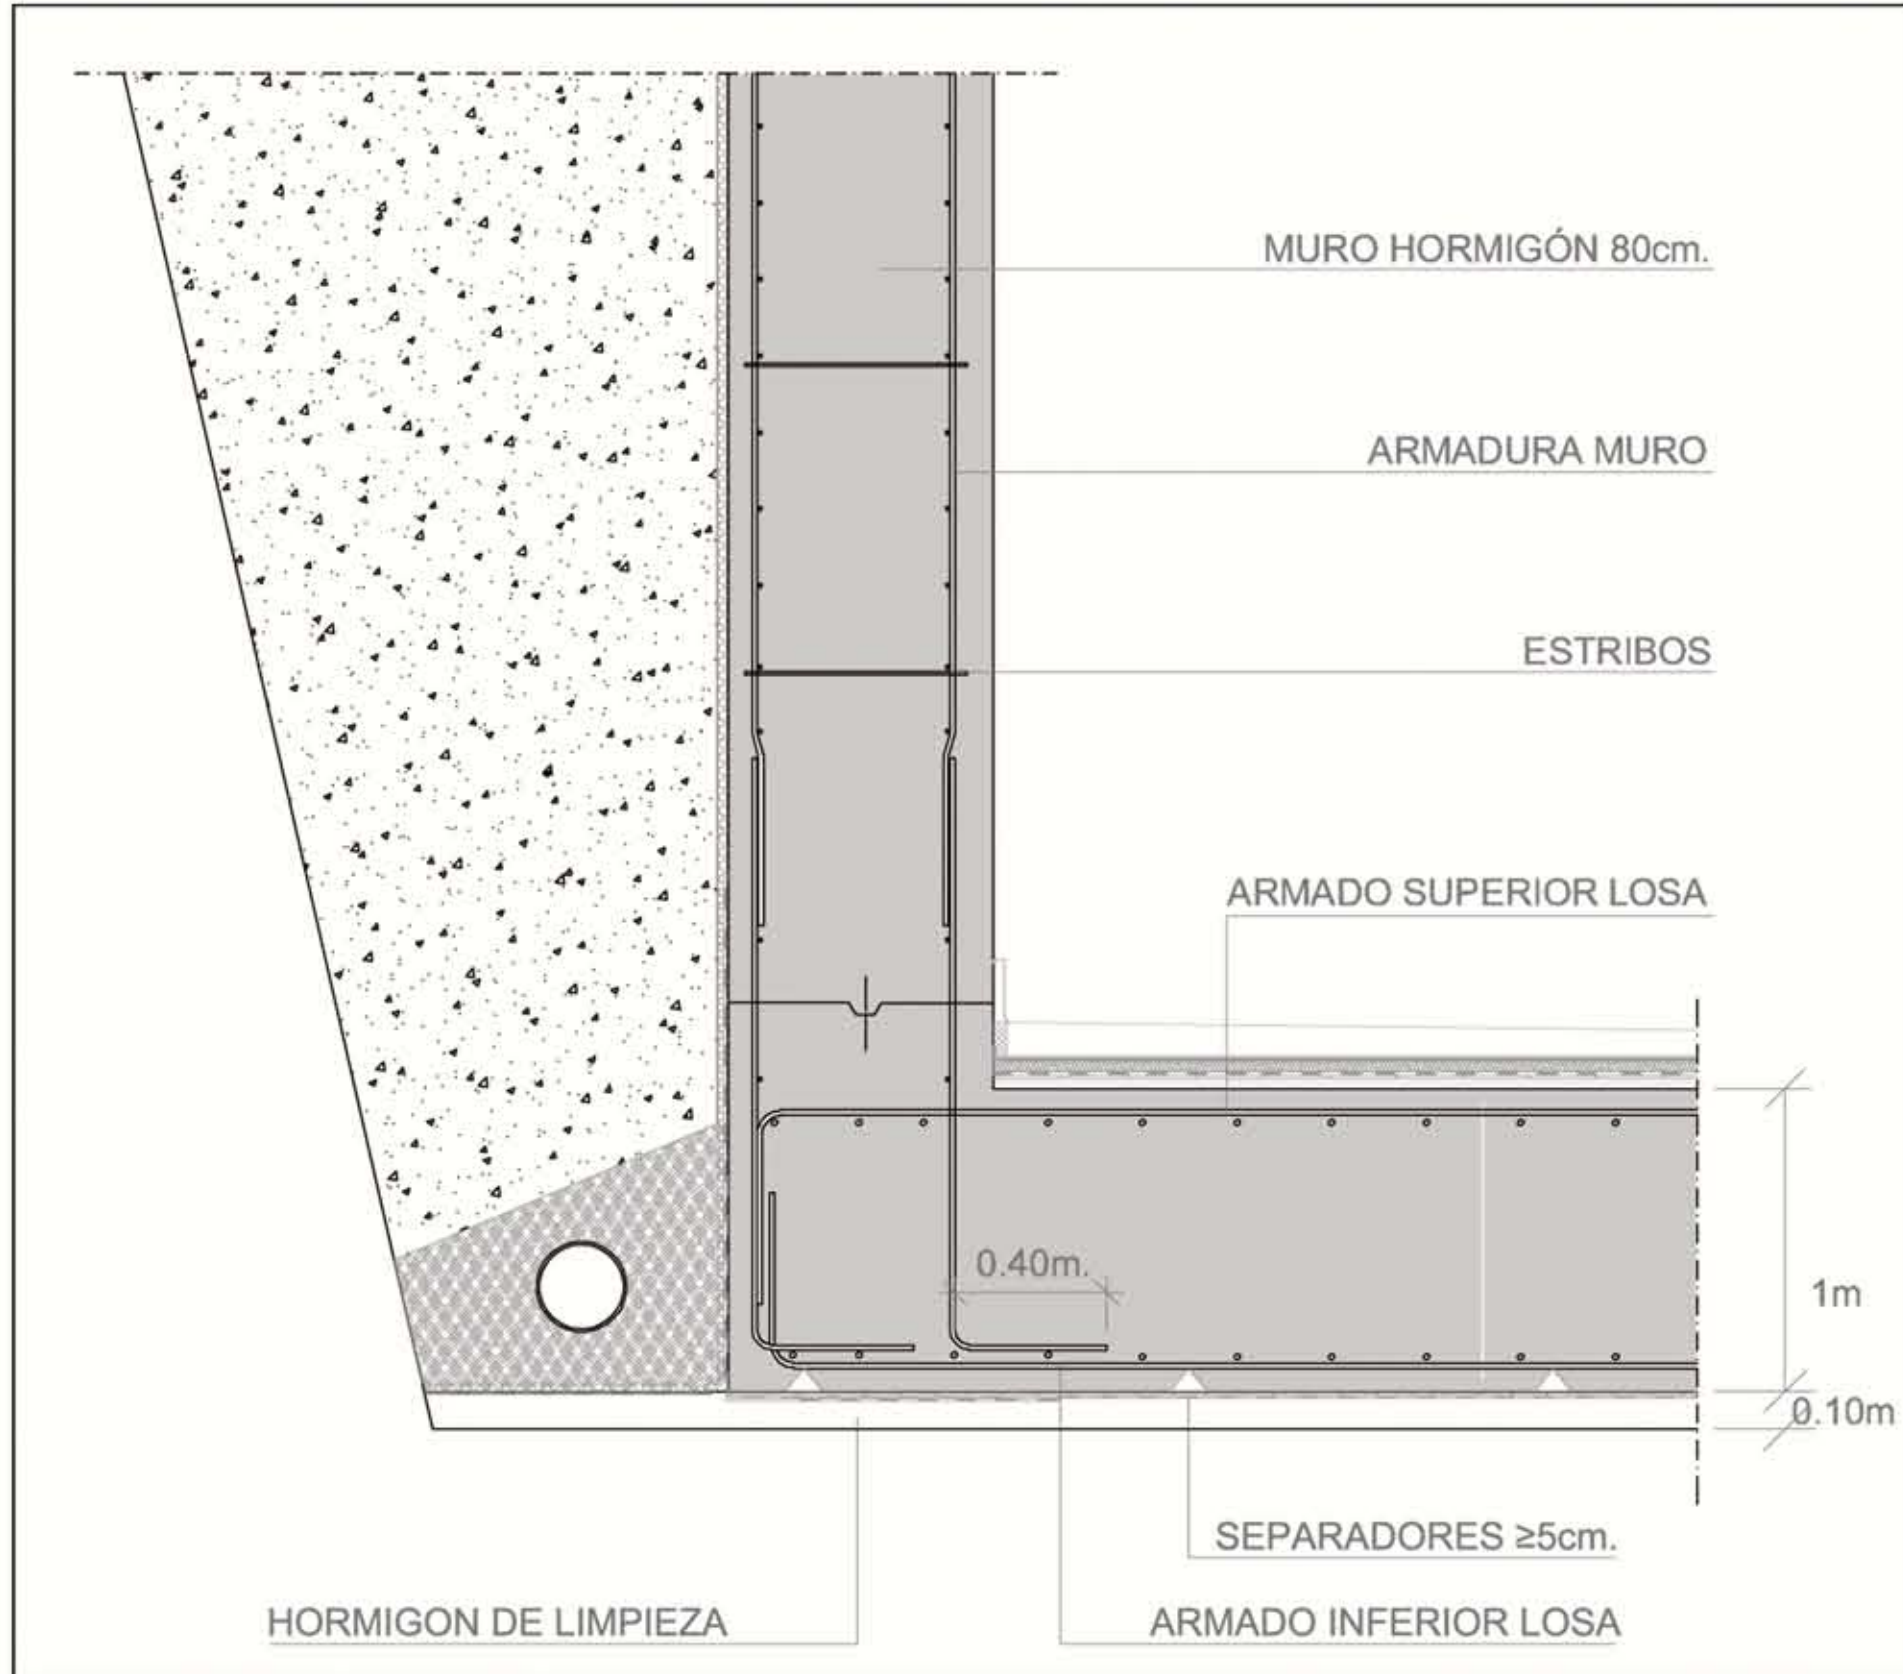 MURO HORMIGÓN 80cm.
ARMADURA MURO
ESTRIBOS
ARMADO SUPERIOR LOSA
0.40m.
1m
0.10m
SEPARADORES ≥5cm.
HORMIGON DE LIMPIEZA
ARMADO INFERIOR LOSA